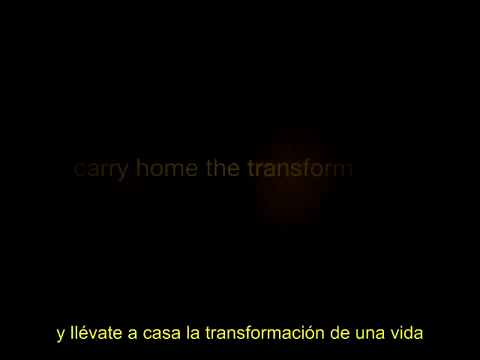 carry home the transform
y llévate a casa la transformación de una vida